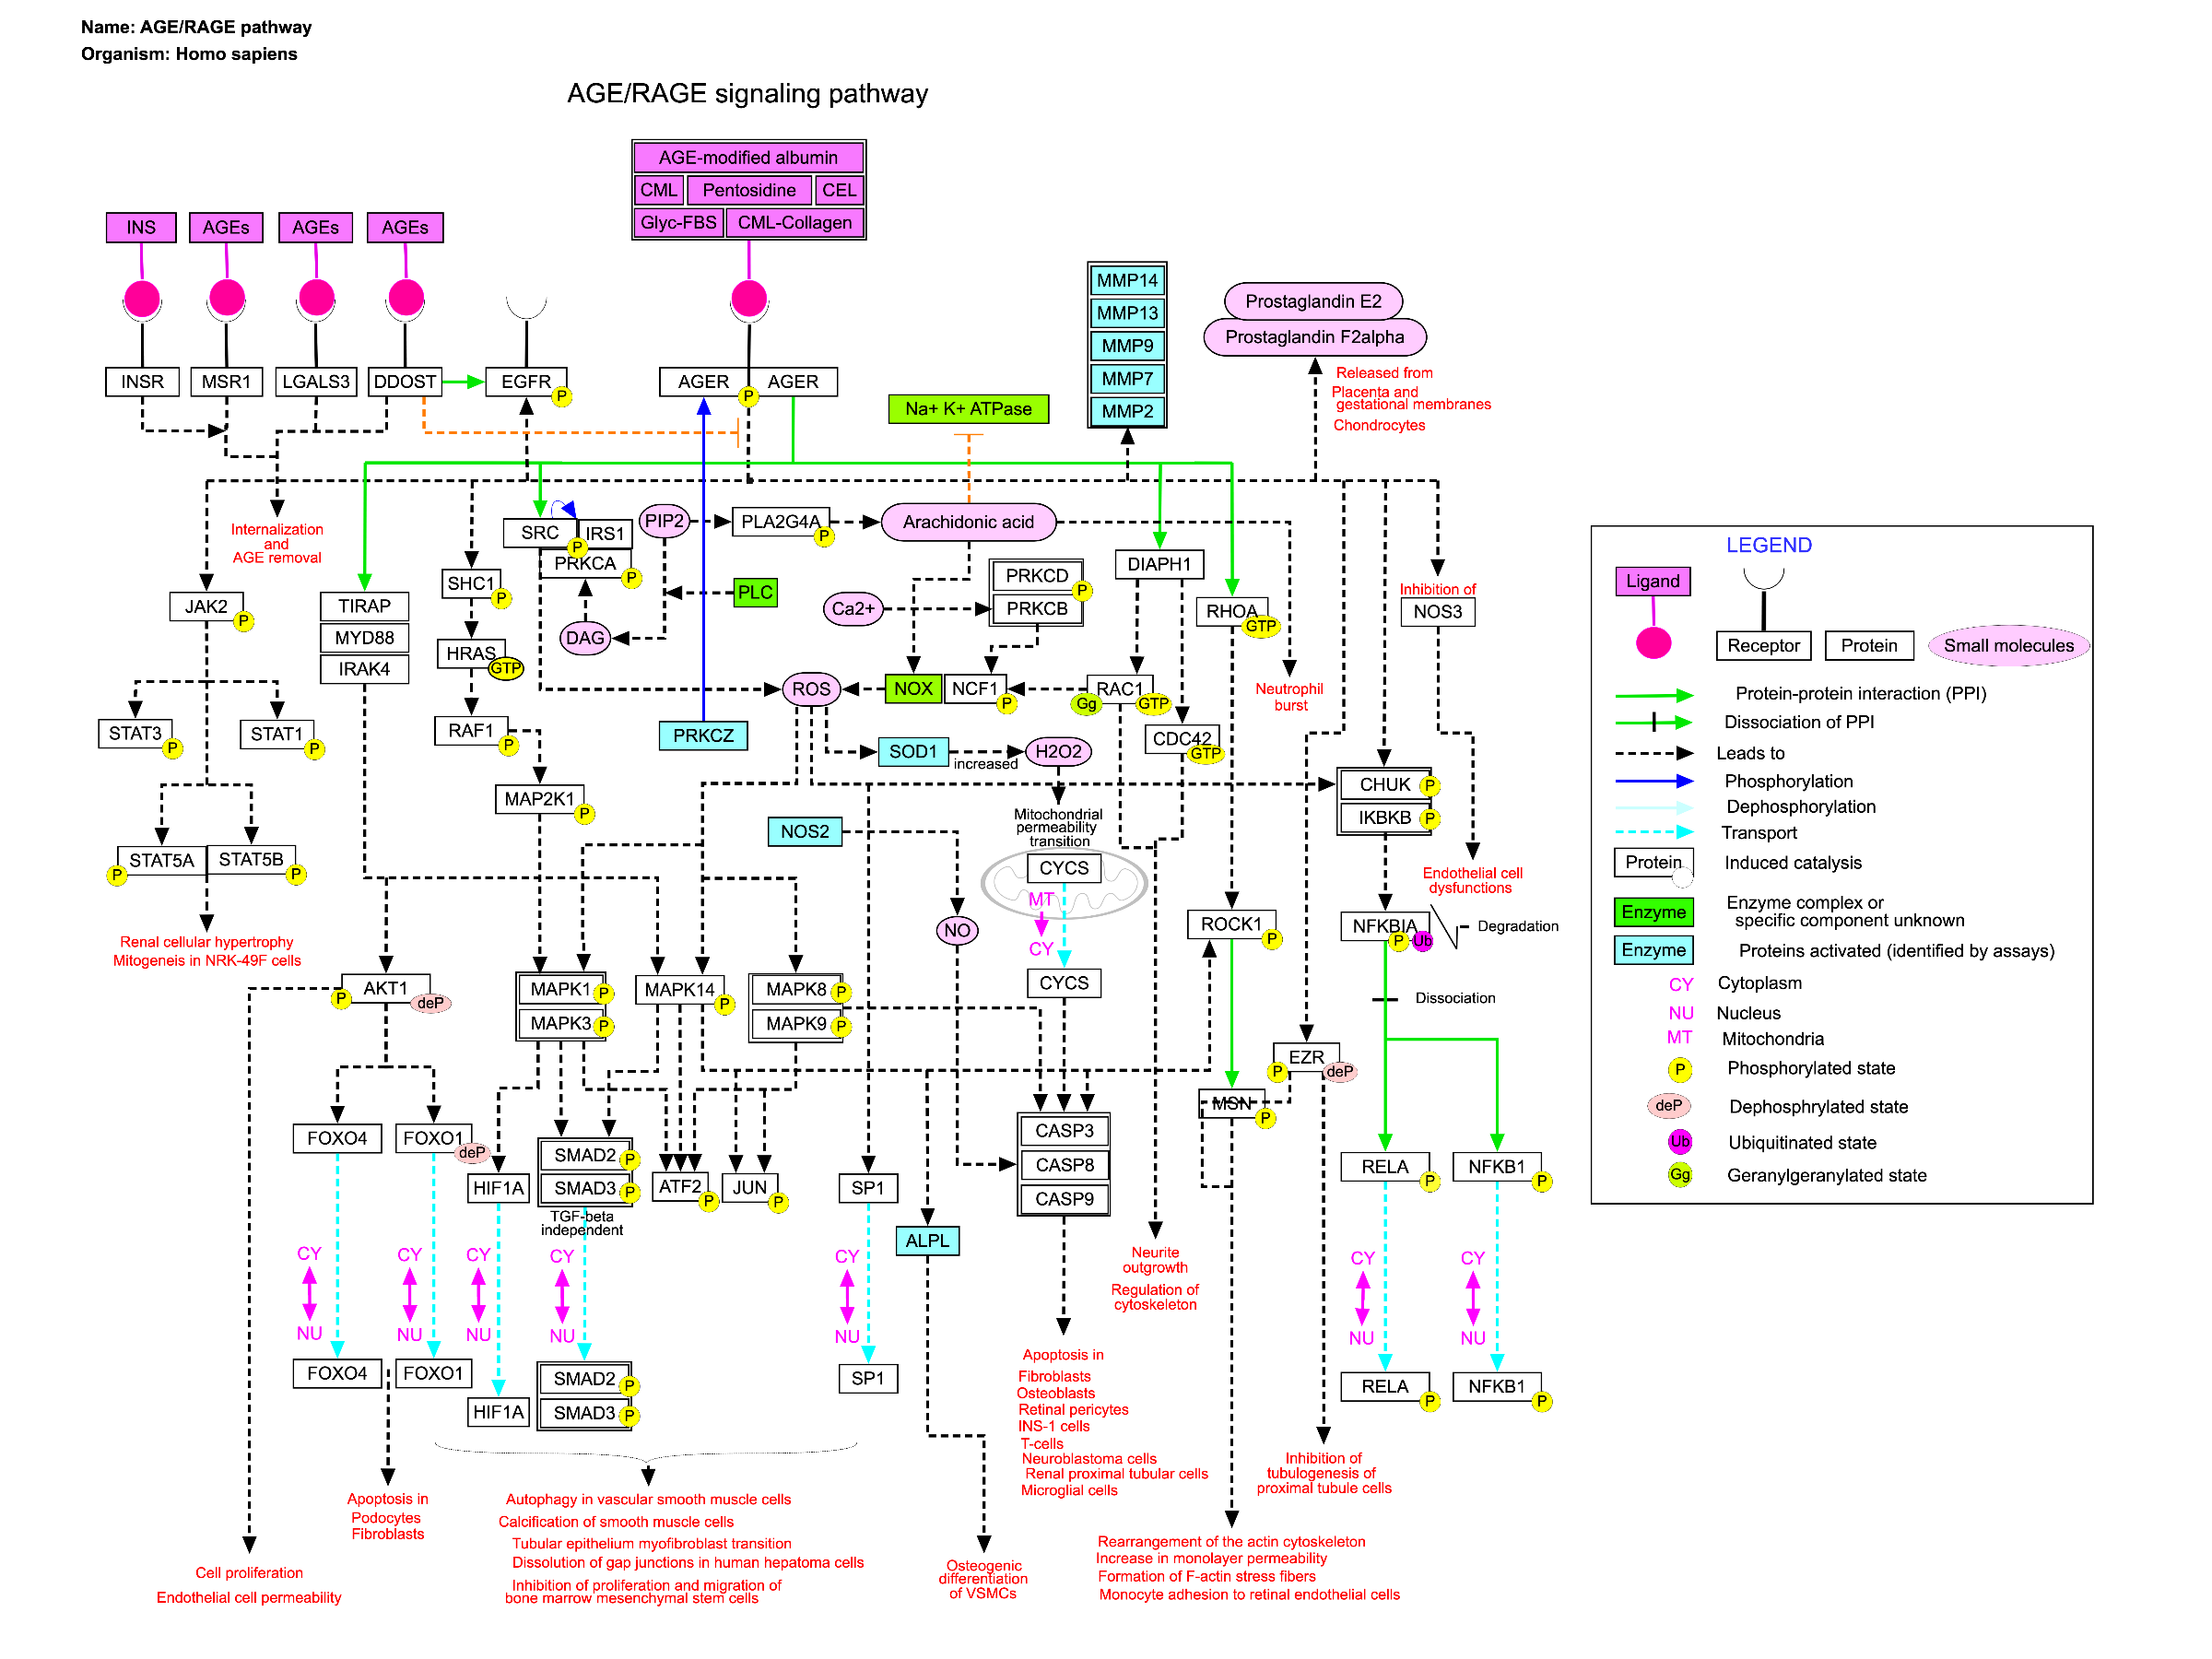 Name: AGE/RAGE pathway
Organism: Homo sapiens
AGE/RAGE signaling pathway
AGE-modified albumin
CML Pentosidine CEL
Glyc-FBS CML-Collagen
INS AGEs AGEs AGEs
MMP14
MMP13
MMP9
MMP7
MMP2
Prostaglandin E2
Prostaglandin F2alpha
Released from
Placenta and
gestational membranes
Chondrocytes
INSR MSR1 LGALS3 DDOST EGFR P AGER P AGER
Na+ K+ ATPase
Internalization
and
AGE removal
SRC P IRS1
PRKCA P
PIP2 PLA2G4A P Arachidonic acid
DIAPH1
PRKCD P
PRKCB
Ca2+
PLC
DAG
SHC1 P
JAK2 P
TIRAP
MYD88
IRAK4
HRAS GTP
RHOA GTP
Inhibition of
NOS3
Neutrophil
burst
ROS NOX NCF1 P RAC1 Gg GTP
STAT3 P STAT1 P
RAF1 P
PRKCZ
SOD1 increased H2O2
CDC42 GTP
MAP2K1 P
CHUK P
IKBKB P
Mitochondrial
permeability
transition
NOS2
CYCS
MT
CY
CYCS
NO
STAT5A P STAT5B P
Renal cellular hypertrophy
Mitogeneis in NRK-49F cells
Endothelial cell
dysfunctions
ROCK1 P
NFKBIA P Ub
Degradation
Dissociation
AKT1 P deP
MAPK1 P
MAPK3 P
MAPK14 P
MAPK8 P
MAPK9 P
EZR P deP
MSN P
FOXO4 FOXO1 deP
HIF1A
SMAD2 P
SMAD3 P
TGF-beta
independent
ATF2 P JUN P
SP1
CASP3
CASP8
CASP9
RELA P NFKB1 P
ALPL
CY CY CY CY CY CY CY
NU NU NU NU NU NU NU
Neurite
outgrowth
Regulation of
cytoskeleton
FOXO4 FOXO1
HIF1A
SMAD2 P
SMAD3 P
SP1
RELA P NFKB1 P
Apoptosis in
Fibroblasts
Osteoblasts
Retinal pericytes
INS-1 cells
T-cells
Neuroblastoma cells
Renal proximal tubular cells
Microglial cells
Inhibition of
tubulogenesis of
proximal tubule cells
Apoptosis in
Podocytes
Fibroblasts
Autophagy in vascular smooth muscle cells
Calcification of smooth muscle cells
Tubular epithelium myofibroblast transition
Dissolution of gap junctions in human hepatoma cells
Inhibition of proliferation and migration of
bone marrow mesenchymal stem cells
Cell proliferation
Endothelial cell permeability
Osteogenic
differentiation
of VSMCs
Rearrangement of the actin cytoskeleton
Increase in monolayer permeability
Formation of F-actin stress fibers
Monocyte adhesion to retinal endothelial cells
LEGEND
Ligand
Receptor Protein Small molecules
Protein-protein interaction (PPI)
Dissociation of PPI
Leads to
Phosphorylation
Dephosphorylation
Transport
Protein Induced catalysis
Enzyme Enzyme complex or
specific component unknown
Enzyme Proteins activated (identified by assays)
CY Cytoplasm
NU Nucleus
MT Mitochondria
P Phosphorylated state
deP Dephosphrylated state
Ub Ubiquitinated state
Gg Geranylgeranylated state